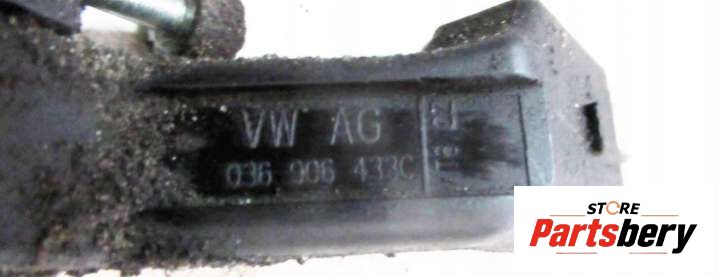 VW AG
036 906 433C
STORE
Partsbery